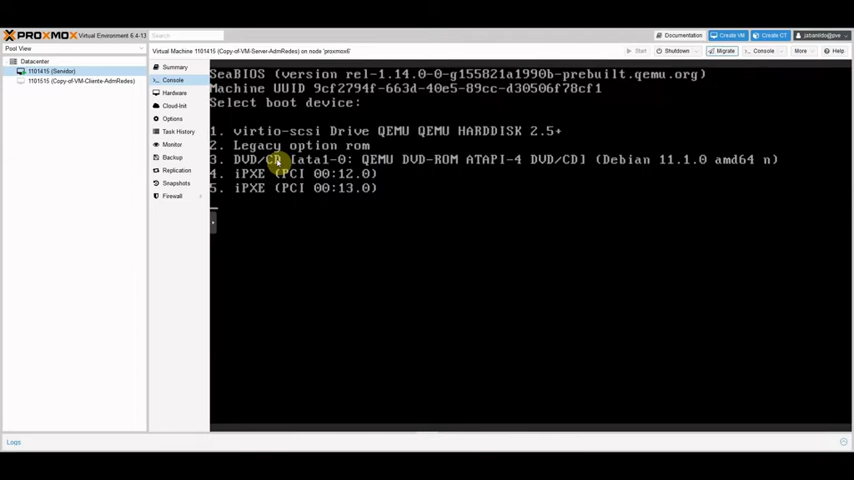 PROXMOX Virtual Environment 6.4-13 Search Documentation Create VM Create CT jabanildo@pve
Pool View
Virtual Machine 1101415 (Copy-of-VM-Server-AdmRedes) on node 'proxmox6' Start Shutdown Migrate Console More Help
Datacenter
1101415 (Servidor)
1101515 (Copy-of-VM-Cliente-AdmRedes)
Summary
Console
Hardware
Cloud-Init
Options
Task History
Monitor
Backup
Replication
Snapshots
Firewall
SeaBIOS (version rel-1.14.0-0-g155821a1990b-prebuilt.qemu.org)
Machine UUID 9cf2794f-663d-40e5-89cc-d30506f78cf1
Select boot device:
1. virtio-scsi Drive QEMU QEMU HARDDISK 2.5+
2. Legacy option rom
3. DVD/CD [ata1-0: QEMU DVD-ROM ATAPI-4 DVD/CD] (Debian 11.1.0 amd64 n)
4. iPXE (PCI 00:12.0)
5. iPXE (PCI 00:13.0)
Logs